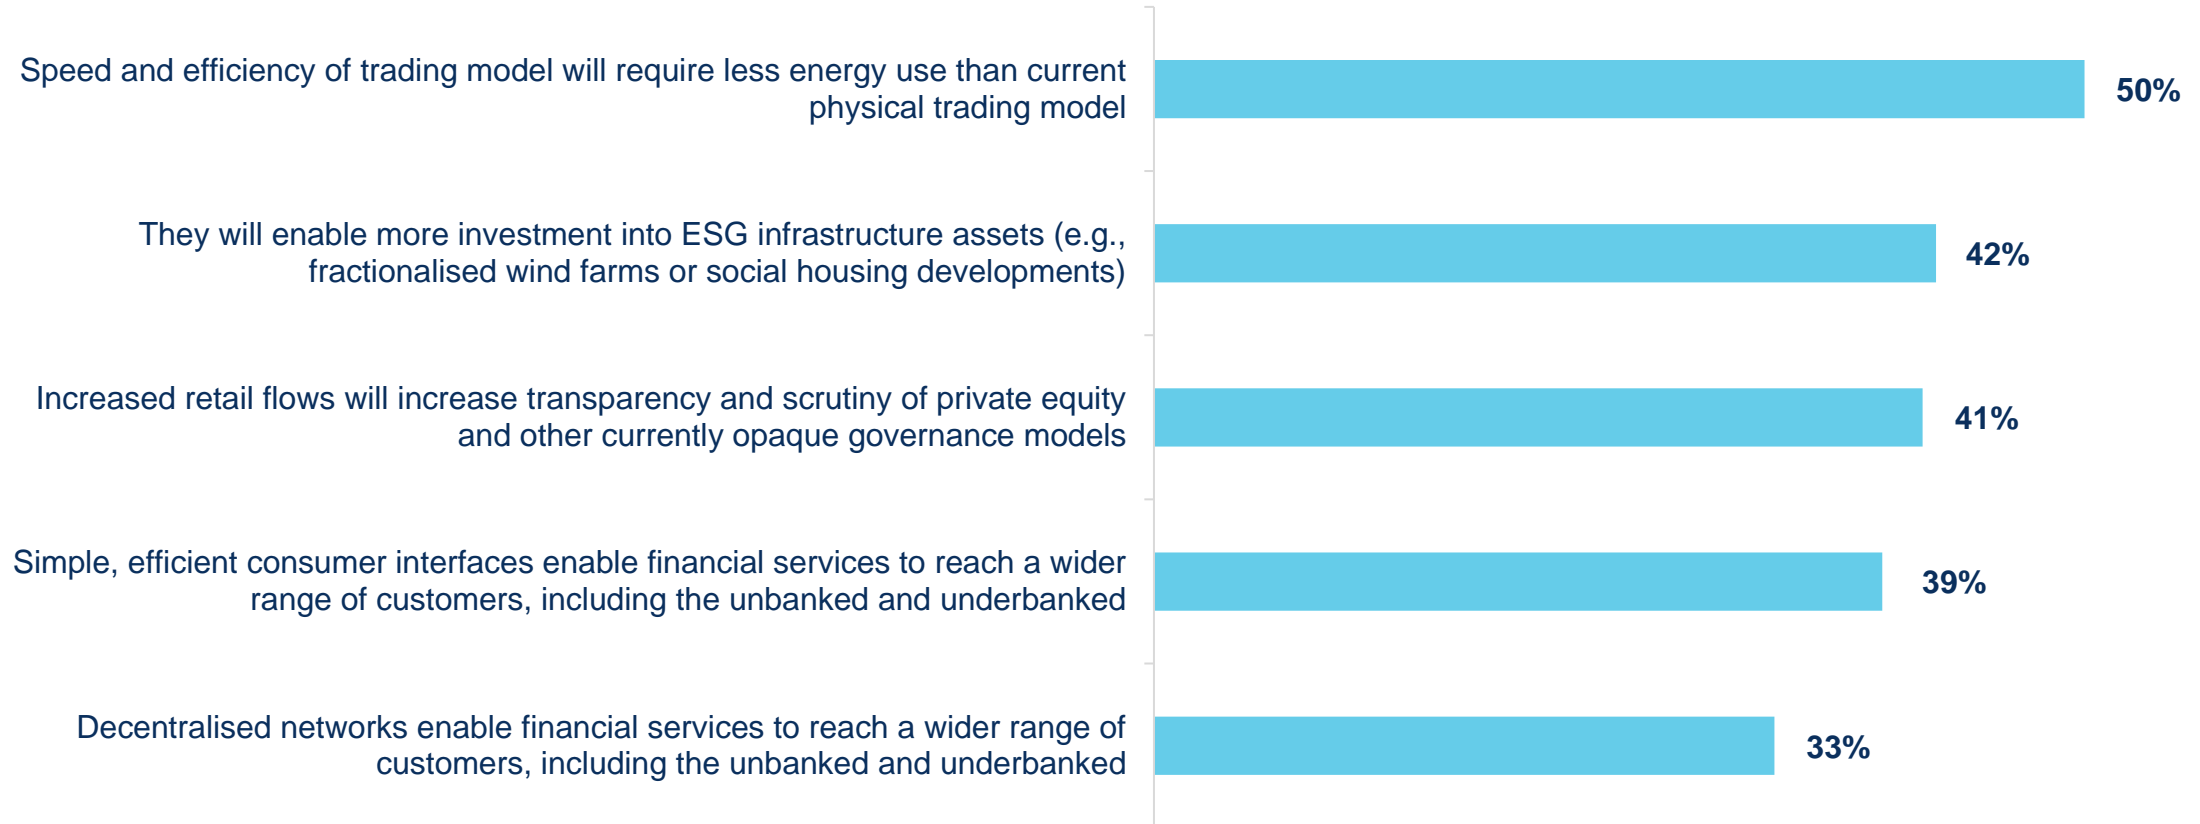 Speed and efficiency of trading model will require less energy use than current
physical trading model
50%
They will enable more investment into ESG infrastructure assets (e.g.,
fractionalised wind farms or social housing developments)
42%
Increased retail flows will increase transparency and scrutiny of private equity
and other currently opaque governance models
41%
Simple, efficient consumer interfaces enable financial services to reach a wider
range of customers, including the unbanked and underbanked
39%
Decentralised networks enable financial services to reach a wider range of
customers, including the unbanked and underbanked
33%